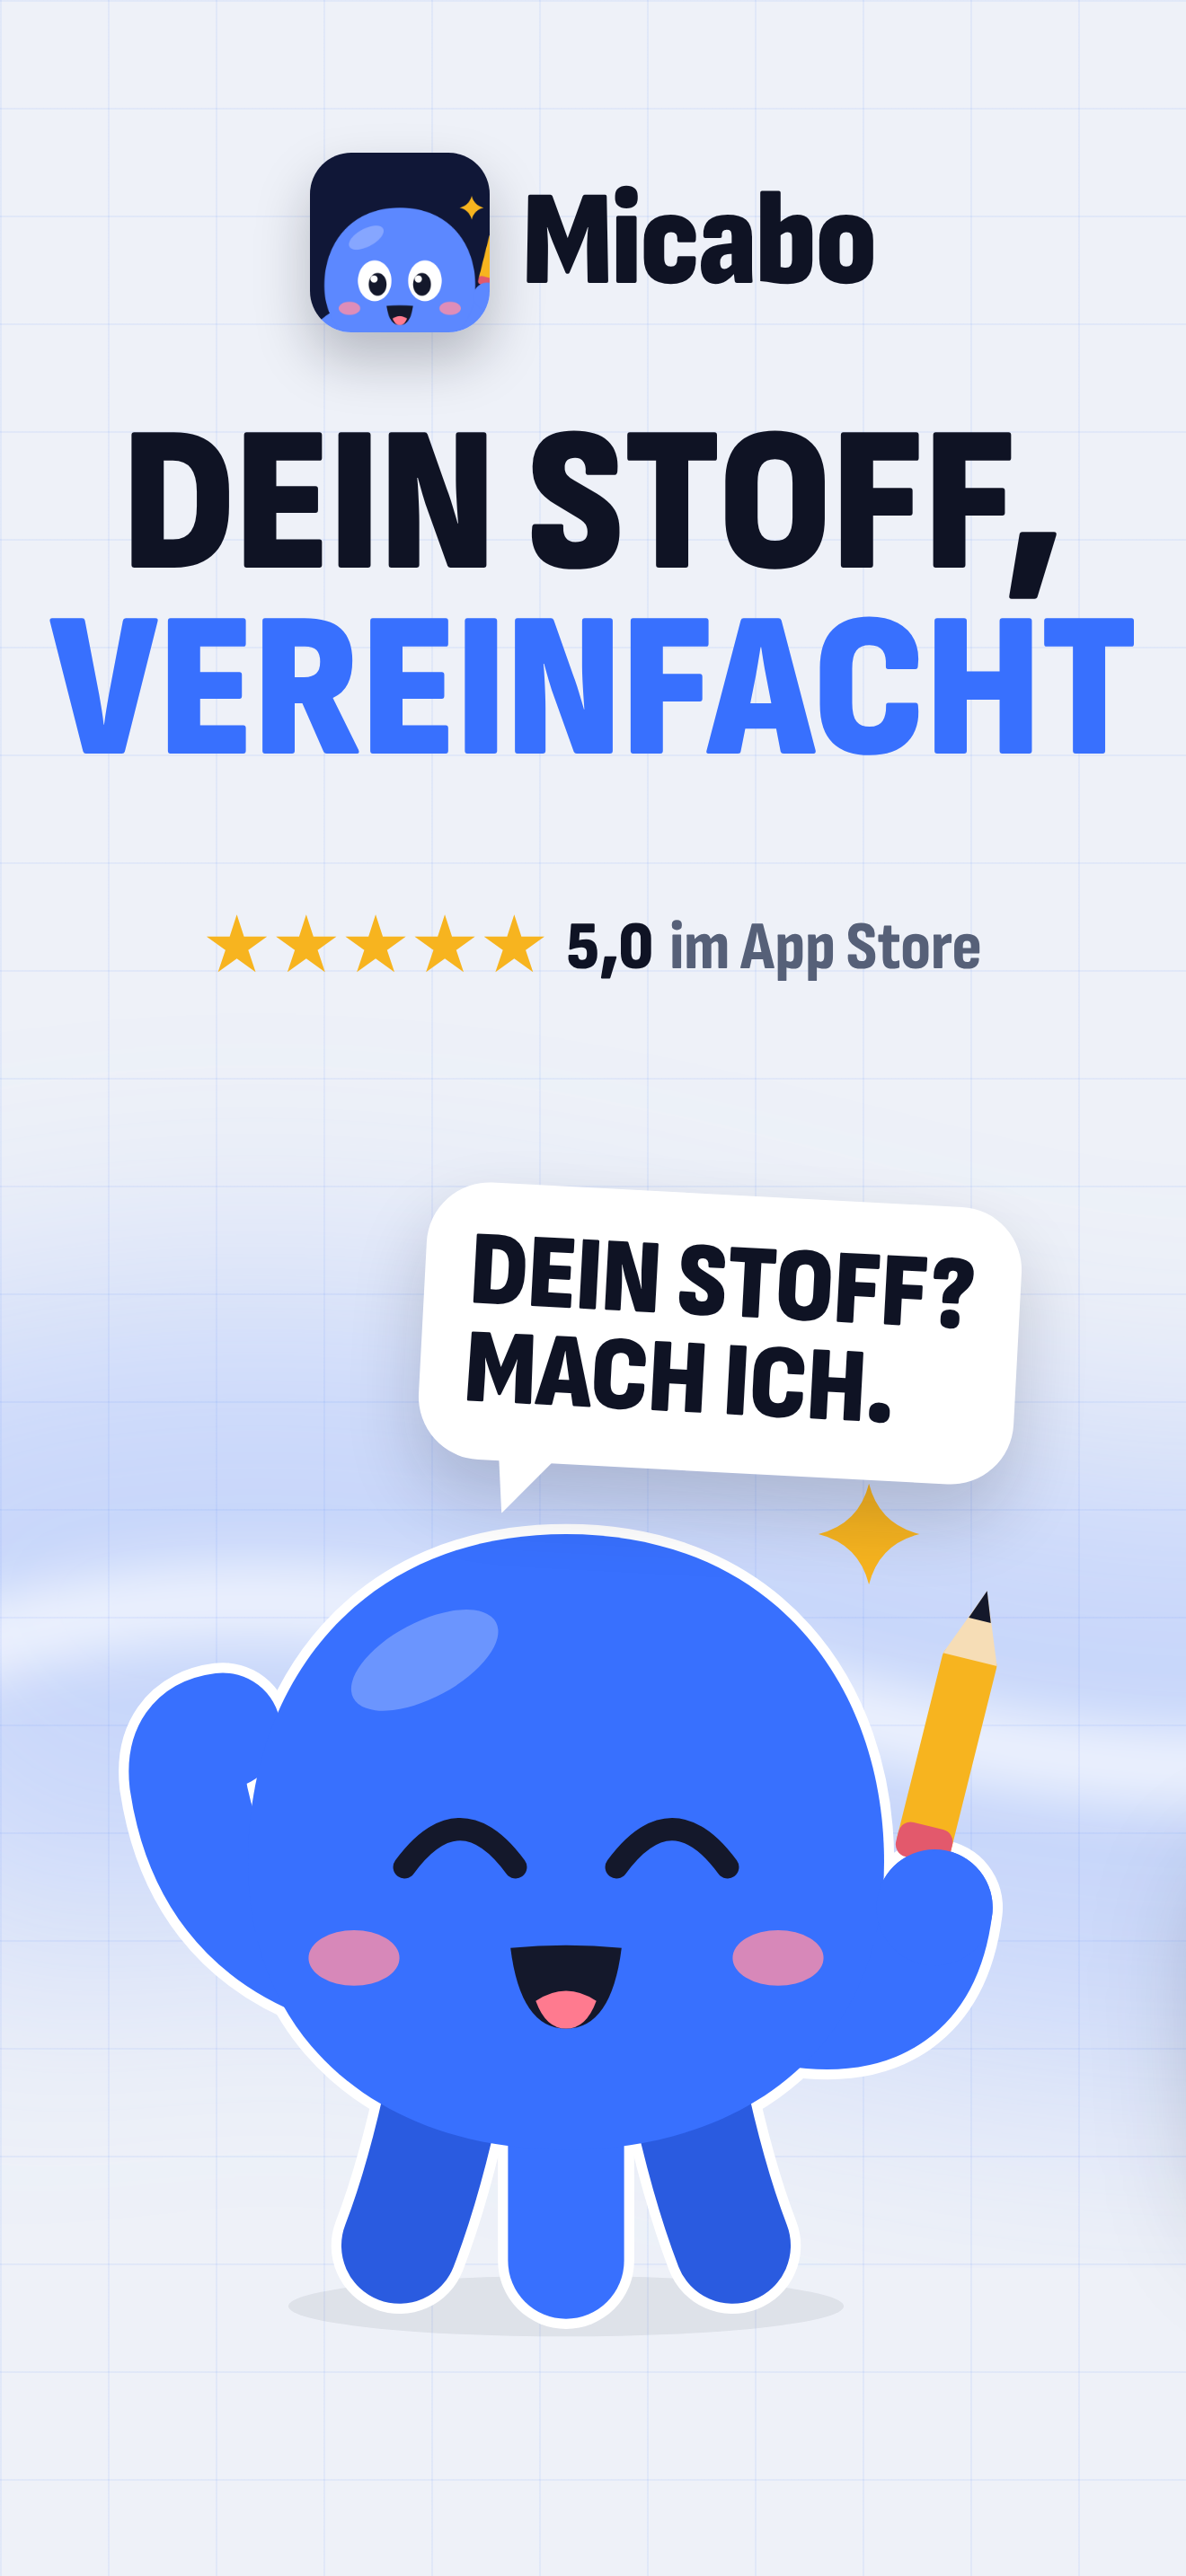 Micabo
DEIN STOFF,
VEREINFACHT
★★★★★ 5,0 im App Store
DEIN STOFF?
MACH ICH.